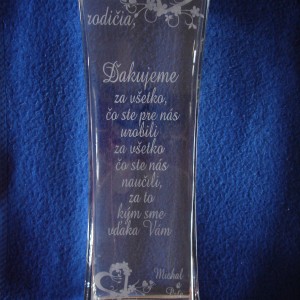 rodičia,
Ďakujeme
za všetko,
čo ste pre nás
urobili
za všetko
čo ste nás
naučili,
za to
kým sme
vďaka Vám
Michal